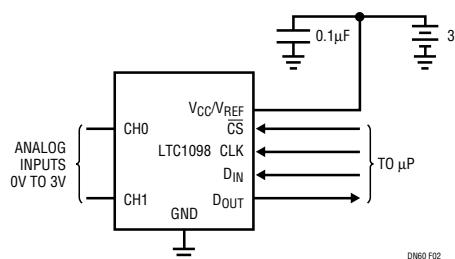 0.1µF
3
VCC/VREF
CH0
CS
ANALOG
INPUTS
0V TO 3V
LTC1098 CLK
TO µP
DIN
CH1
DOUT
GND
DN60 F02